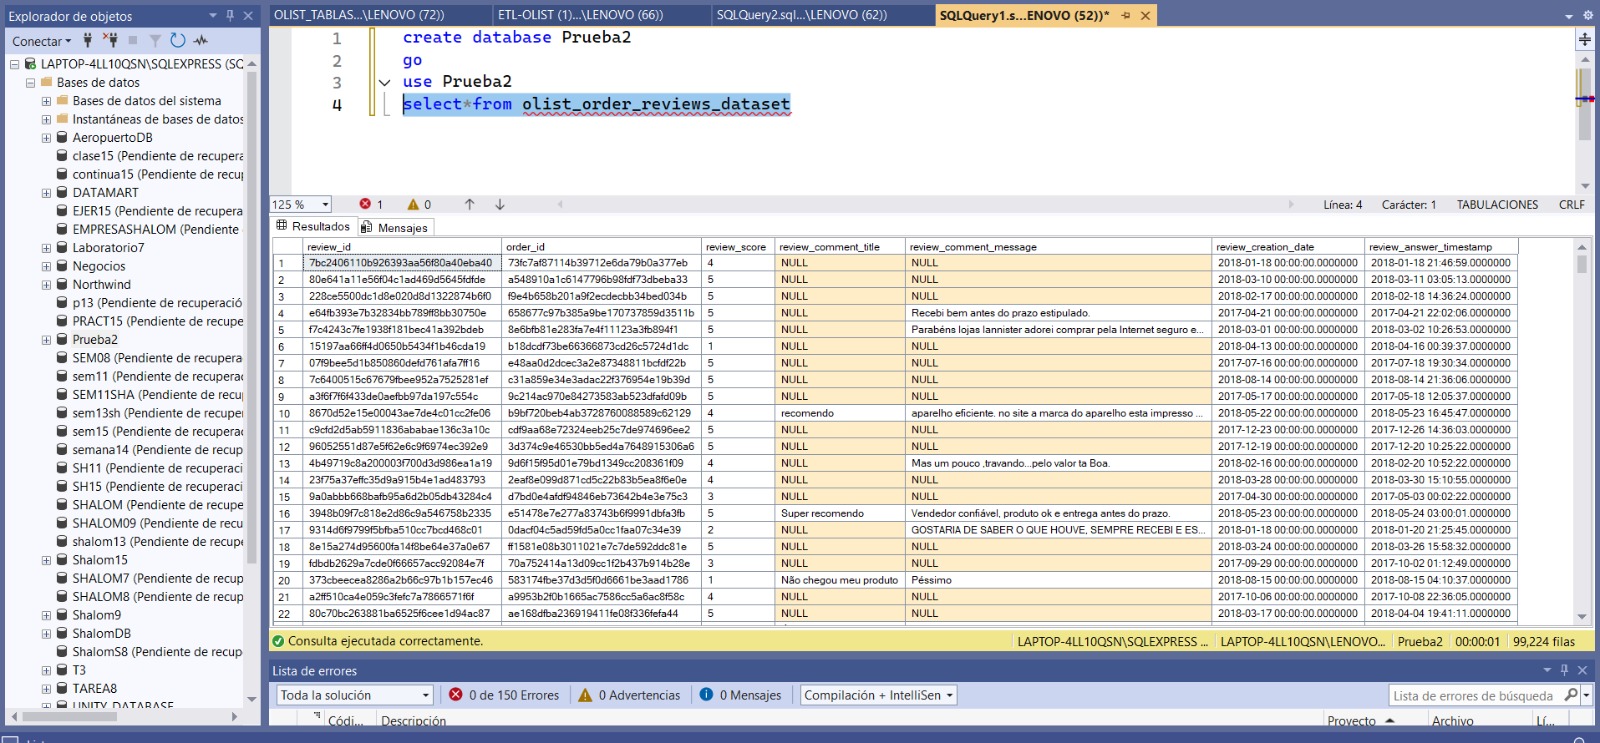 Explorador de objetos
OLIST_TABLAS...\LENOVO (72))
ETL-OLIST (1)...\LENOVO (66))
SQLQuery2.sql...\LENOVO (62))
SQLQuery1.s...ENOVO (52))*
Conectar
LAPTOP-4LL10QSN\SQLEXPRESS (SQ
Bases de datos
Bases de datos del sistema
Instantáneas de bases de datos
AeropuertoDB
clase15 (Pendiente de recupera
continua15 (Pendiente de recup
DATAMART
EJER15 (Pendiente de recupera
EMPRESASHALOM (Pendiente
Laboratorio7
Negocios
Northwind
p13 (Pendiente de recuperació
PRACT15 (Pendiente de recupe
Prueba2
SEM08 (Pendiente de recupera
sem11 (Pendiente de recupera
SEM11SHA (Pendiente de recu
sem13sh (Pendiente de recupe
sem15 (Pendiente de recupera
semana14 (Pendiente de recup
SH11 (Pendiente de recuperaci
SH15 (Pendiente de recuperaci
SHALOM (Pendiente de recupe
SHALOM09 (Pendiente de recu
shalom13 (Pendiente de recup
Shalom15
SHALOM7 (Pendiente de recup
SHALOM8 (Pendiente de recup
Shalom9
ShalomDB
ShalomS8 (Pendiente de recup
T3
TAREA8
UNITY_DATABASE
1 create database Prueba2
2 go
3 use Prueba2
4 select*from olist_order_reviews_dataset
125 % 1 0 Línea: 4 Carácter: 1 TABULACIONES CRLF
Resultados Mensajes
review_id order_id review_score review_comment_title review_comment_message review_creation_date review_answer_timestamp
1 7bc2406110b926393aa56f80a40eba40 73fc7af87114b39712e6da79b0a377eb 4 NULL NULL 2018-01-18 00:00:00.0000000 2018-01-18 21:46:59.0000000
2 80e641a11e56f04c1ad469d5645fdfde a548910a1c6147796b98fdf73dbeba33 5 NULL NULL 2018-03-10 00:00:00.0000000 2018-03-11 03:05:13.0000000
3 228ce5500dc1d8e020d8d1322874b6f0 f9e4b658b201a9f2ecdecbb34bed034b 5 NULL NULL 2018-02-17 00:00:00.0000000 2018-02-18 14:36:24.0000000
4 e64fb393e7b32834bb789ff8bb30750e 658677c97b385a9be170737859d3511b 5 NULL Recebi bem antes do prazo estipulado. 2017-04-21 00:00:00.0000000 2017-04-21 22:02:06.0000000
5 f7c4243c7fe1938f181bec41a392bdeb 8e6bfb81e283fa7e4f11123a3fb894f1 5 NULL Parabéns lojas lannister adorei comprar pela Internet seguro e... 2018-03-01 00:00:00.0000000 2018-03-02 10:26:53.0000000
6 15197aa66ff4d0650b5434f1b46cda19 b18dcdf73be66366873cd26c5724d1dc 1 NULL NULL 2018-04-13 00:00:00.0000000 2018-04-16 00:39:37.0000000
7 07f9bee5d1b850860defd761afa7ff16 e48aa0d2dcec3a2e87348811bcfdf22b 5 NULL NULL 2017-07-16 00:00:00.0000000 2017-07-18 19:30:34.0000000
8 7c6400515c67679fbee952a7525281ef c31a859e34e3adac22f376954e19b39d 5 NULL NULL 2018-08-14 00:00:00.0000000 2018-08-14 21:36:06.0000000
9 a3f6f7f6f433de0aefbb97da197c554c 9c214ac970e84273583ab523dfafd09b 5 NULL NULL 2017-05-17 00:00:00.0000000 2017-05-18 12:05:37.0000000
10 8670d52e15e00043ae7de4c01cc2fe06 b9bf720beb4ab3728760088589c62129 4 recomendo aparelho eficiente. no site a marca do aparelho esta impresso ... 2018-05-22 00:00:00.0000000 2018-05-23 16:45:47.0000000
11 c9cfd2d5ab5911836ababae136c3a10c cdf9aa68e72324eeb25c7de974696ee2 5 NULL NULL 2017-12-23 00:00:00.0000000 2017-12-26 14:36:03.0000000
12 96052551d87e5f62e6c9f6974ec392e9 3d374c9e46530bb5ed4a7648915306a6 5 NULL NULL 2017-12-19 00:00:00.0000000 2017-12-20 10:25:22.0000000
13 4b49719c8a200003f700d3d986ea1a19 9d6f15f95d01e79bd1349cc208361f09 4 NULL Mas um pouco ,travando...pelo valor ta Boa. 2018-02-16 00:00:00.0000000 2018-02-20 10:52:22.0000000
14 23f75a37effc35d9a915b4e1ad483793 2eaf8e099d871cd5c22b83b5ea8f6e0e 4 NULL NULL 2018-03-28 00:00:00.0000000 2018-03-30 15:10:55.0000000
15 9a0abbb668bafb95a6d2b05db43284c4 d7bd0e4afdf94846eb73642b4e3e75c3 3 NULL NULL 2017-04-30 00:00:00.0000000 2017-05-03 00:02:22.0000000
16 3948b09f7c818e2d86c9a546758b2335 e51478e7e277a83743b6f9991dbfa3fb 5 Super recomendo Vendedor confiável, produto ok e entrega antes do prazo. 2018-05-23 00:00:00.0000000 2018-05-24 03:00:01.0000000
17 9314d6f9799f5bfba510cc7bcd468c01 0dacf04c5ad59fd5a0cc1faa07c34e39 2 NULL GOSTARIA DE SABER O QUE HOUVE, SEMPRE RECEBI E ES... 2018-01-18 00:00:00.0000000 2018-01-20 21:25:45.0000000
18 8e15a274d95600fa14f8be64e37a0e67 ff1581e08b3011021e7c7de592ddc81e 5 NULL NULL 2018-03-24 00:00:00.0000000 2018-03-26 15:58:32.0000000
19 fdbdb2629a7cde0f66657acc92084e7f 70a752414a13d09cc1f2b437b914b28e 3 NULL NULL 2017-09-29 00:00:00.0000000 2017-10-02 01:12:49.0000000
20 373cbeecea8286a2b66c97b1b157ec46 583174fbe37d3d5f0d6661be3aad1786 1 Não chegou meu produto Péssimo 2018-08-15 00:00:00.0000000 2018-08-15 04:10:37.0000000
21 a2ff510ca4e059c3fefc7a7866571f6f a9953b2f0b1665ac7586cc5a6ac8f58c 4 NULL NULL 2017-10-06 00:00:00.0000000 2017-10-08 22:36:05.0000000
22 80c70bc263881ba6525f6cee1d94ac87 ae168dfba236919411fe08f336fefa44 5 NULL NULL 2018-03-17 00:00:00.0000000 2018-04-04 19:41:11.0000000
Consulta ejecutada correctamente. LAPTOP-4LL10QSN\SQLEXPRESS ... LAPTOP-4LL10QSN\LENOVO... Prueba2 00:00:01 99,224 filas
Lista de errores
Toda la solución 0 de 150 Errores 0 Advertencias 0 Mensajes Compilación + IntelliSen Lista de errores de búsqueda
Códi... Descripción Proyecto Archivo Lí...